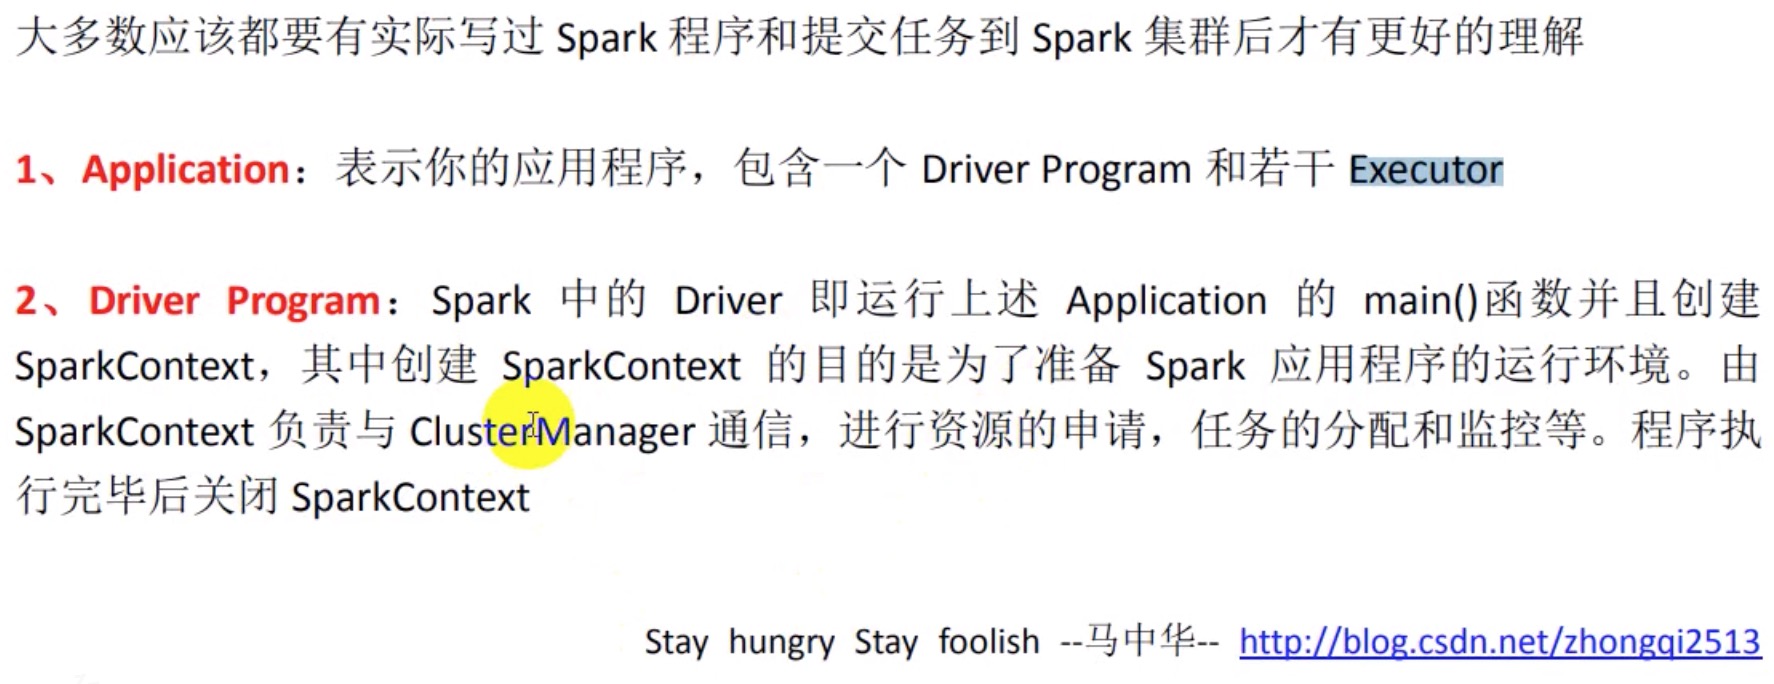 大多数应该都要有实际写过 Spark 程序和提交任务到 Spark 集群后才有更好的理解
1、Application：表示你的应用程序，包含一个 Driver Program 和若干 Executor
2、Driver Program：Spark 中的 Driver 即运行上述 Application 的 main()函数并且创建
SparkContext，其中创建 SparkContext 的目的是为了准备 Spark 应用程序的运行环境。由
SparkContext 负责与 ClusterManager 通信，进行资源的申请，任务的分配和监控等。程序执
行完毕后关闭 SparkContext
Stay hungry Stay foolish --马中华-- http://blog.csdn.net/zhongqi2513